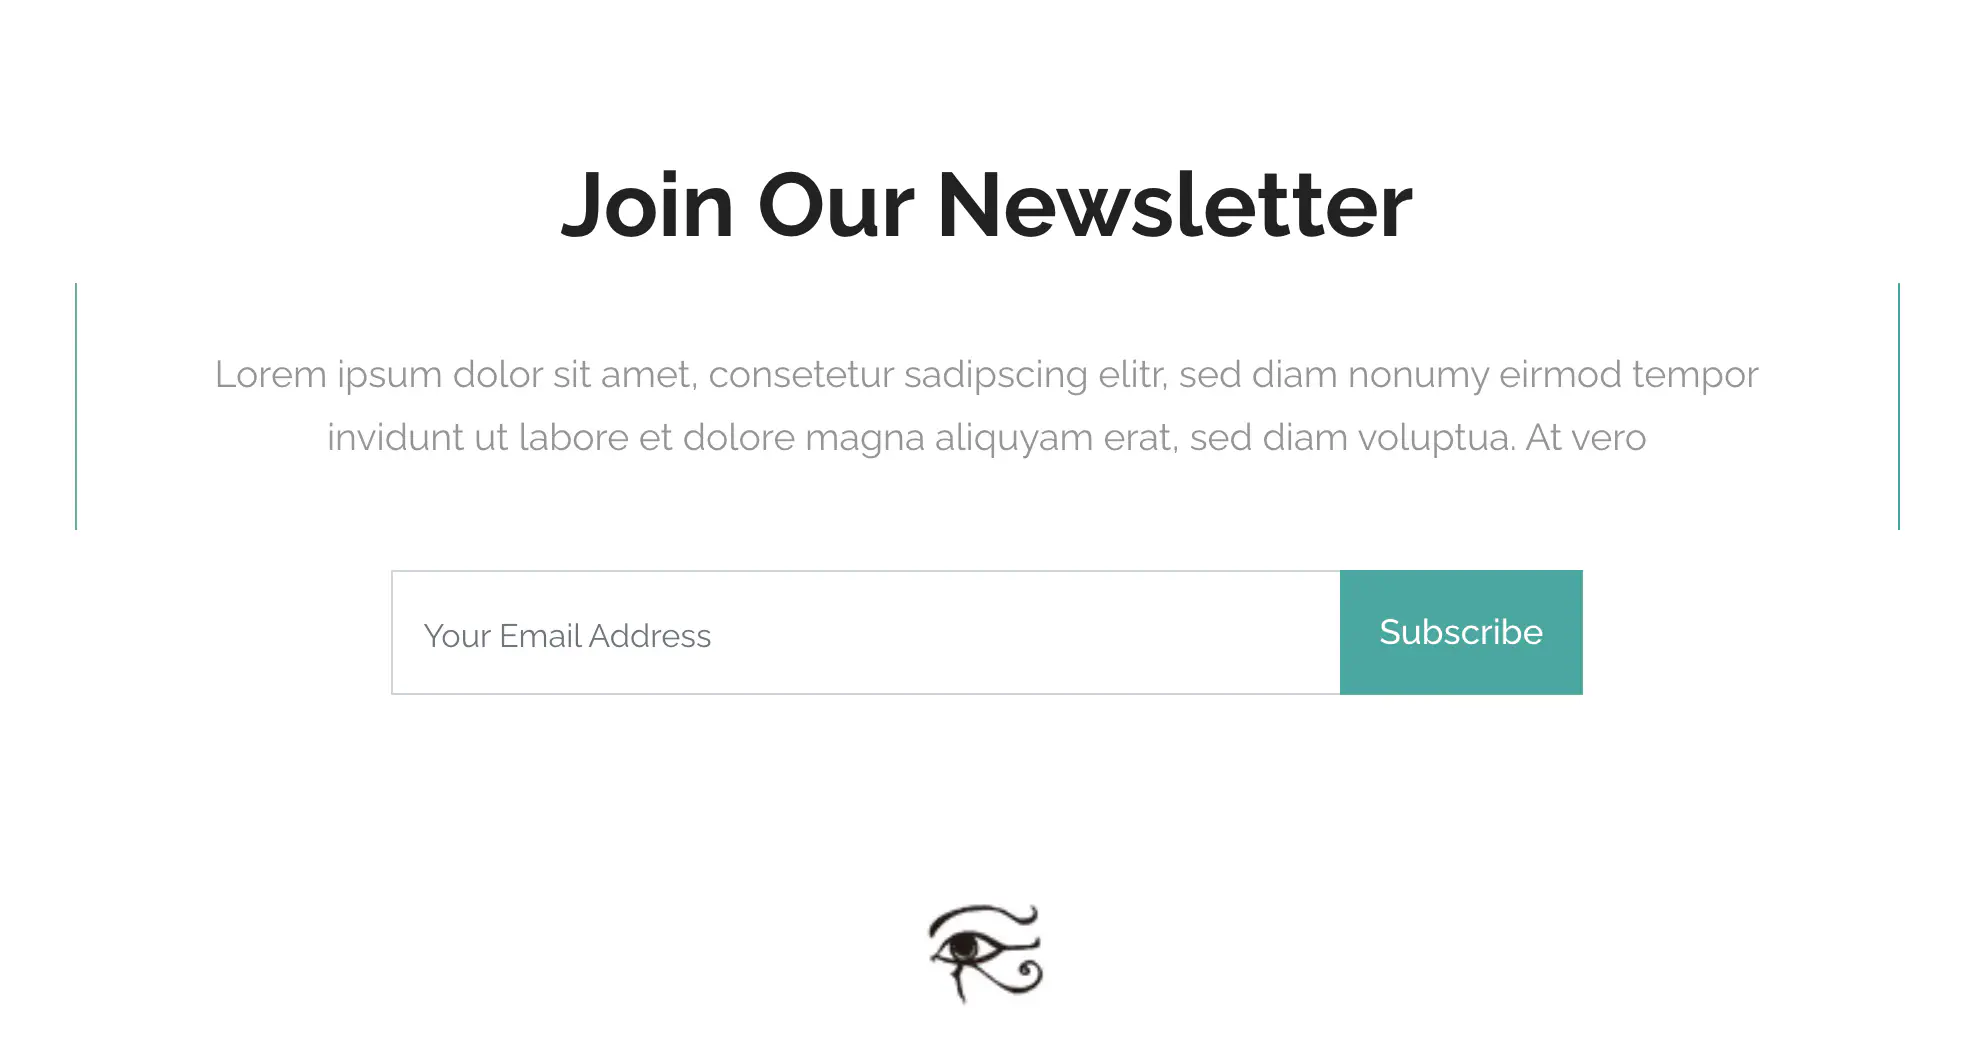 Join Our Newsletter
Lorem ipsum dolor sit amet, consetetur sadipscing elitr, sed diam nonumy eirmod tempor
invidunt ut labore et dolore magna aliquyam erat, sed diam voluptua. At vero
Your Email Address
Subscribe